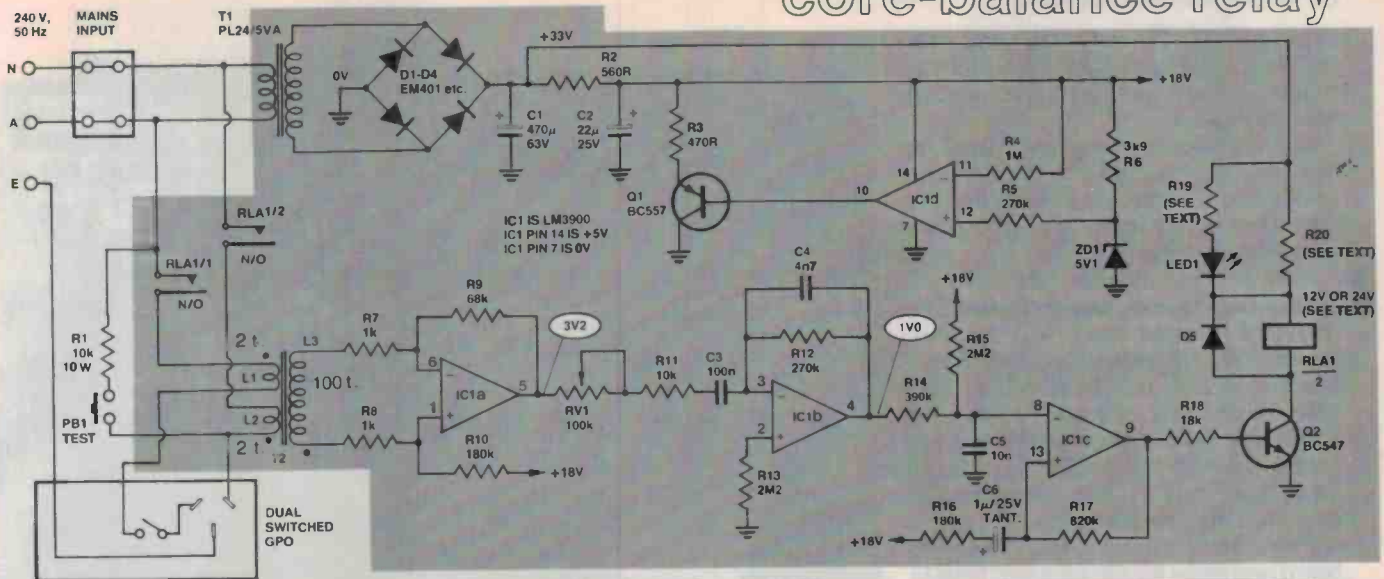 core-balance relay
240 V,
50 Hz
MAINS
INPUT
T1
PL24/5VA
N
A
E
0V
D1-D4
EM401 etc.
+33V
R2
560R
C1
470µ
63V
C2
22µ
25V
R3
470R
Q1
BC557
+18V
10
14
7
IC1d
11
12
R4
1M
R5
270k
3k9
R6
ZD1
5V1
R19
(SEE
TEXT)
LED1
D5
R20
(SEE TEXT)
12V OR 24V
(SEE TEXT)
RLA1
2
RLA1/2
N/O
RLA1/1
N/O
IC1 IS LM3900
IC1 PIN 14 IS +5V
IC1 PIN 7 IS 0V
R1
10k
10W
PB1
TEST
2 t.
L1
L2
2 t.
T2
L3
100 t.
R7
1k
R8
1k
R9
68k
6
1
IC1a
5
R10
180k
+18V
3V2
RV1
100k
R11
10k
C3
100n
C4
4n7
R12
270k
3
2
IC1b
4
R13
2M2
1V0
+18V
R15
2M2
R14
390k
C5
10n
8
13
IC1c
9
R18
18k
Q2
BC547
C6
1µ/25V
TANT.
R16
180k
R17
820k
+18V
DUAL
SWITCHED
GPO